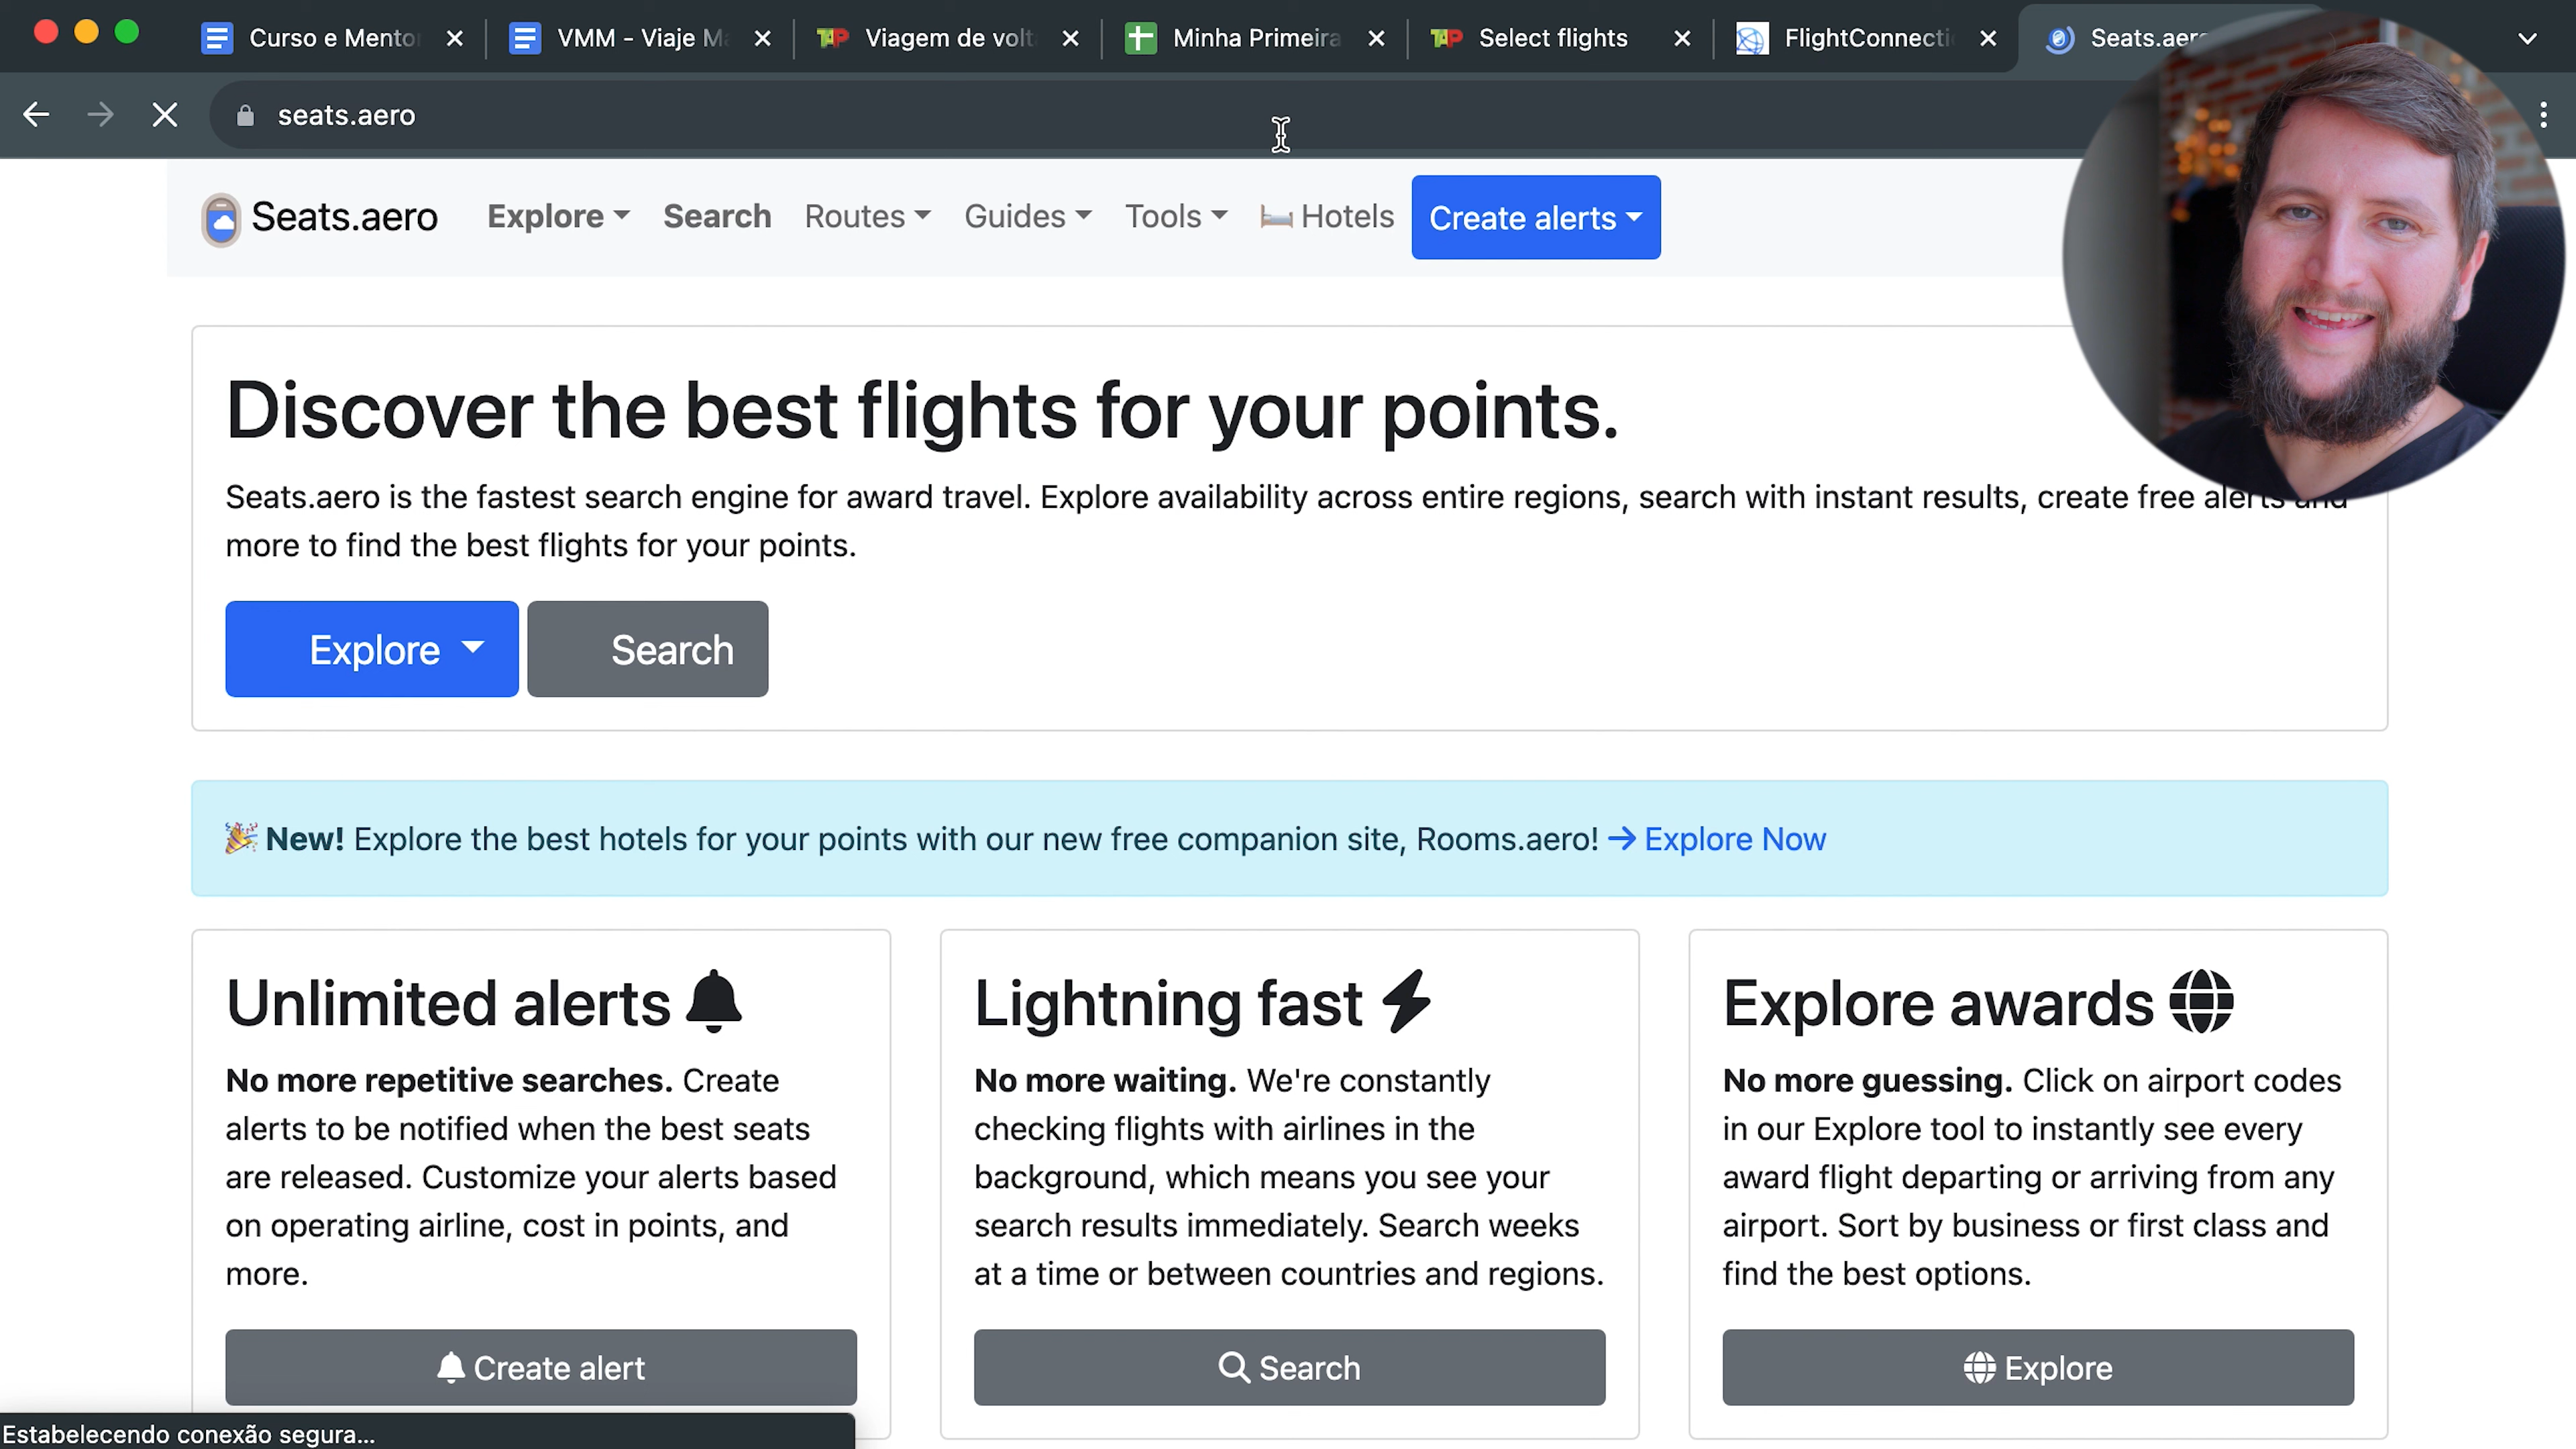 Curso e Mento
VMM - Viaje Ma
TAP
Viagem de volt
Minha Primeira
TAP
Select flights
FlightConnecti
Seats.aer
seats.aero
Seats.aero
Explore
Search
Routes
Guides
Tools
Hotels
Create alerts
Discover the best flights for your points.
Seats.aero is the fastest search engine for award travel. Explore availability across entire regions, search with instant results, create free alerts and
more to find the best flights for your points.
Explore
Search
New! Explore the best hotels for your points with our new free companion site, Rooms.aero! → Explore Now
Unlimited alerts
No more repetitive searches. Create
alerts to be notified when the best seats
are released. Customize your alerts based
on operating airline, cost in points, and
more.
Create alert
Lightning fast
No more waiting. We're constantly
checking flights with airlines in the
background, which means you see your
search results immediately. Search weeks
at a time or between countries and regions.
Search
Explore awards
No more guessing. Click on airport codes
in our Explore tool to instantly see every
award flight departing or arriving from any
airport. Sort by business or first class and
find the best options.
Explore
Estabelecendo conexão segura...